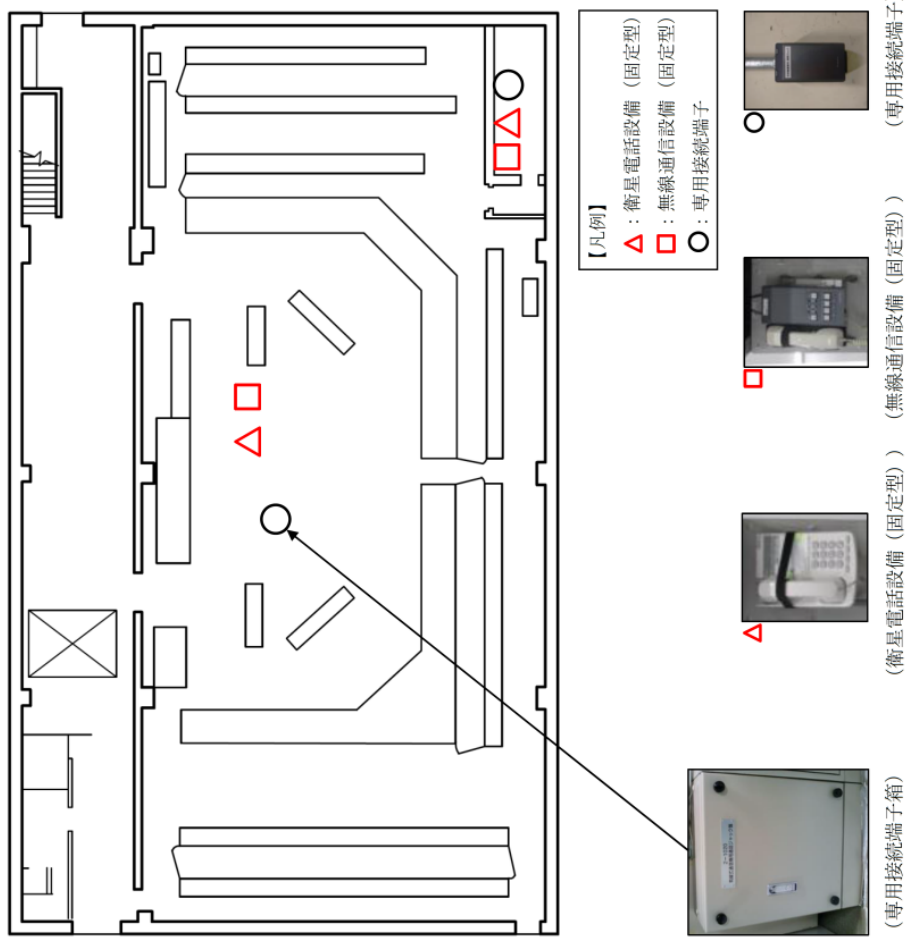 【凡例】
△：衛星電話設備（固定型）
□：無線通信設備（固定型）
○：専用接続端子
（専用接続端子箱）
（衛星電話設備（固定型））
（無線通信設備（固定型））
（専用接続端子